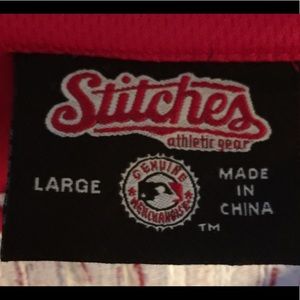 Stitches
athletic gear
LARGE
GENUINE
MERCHANDISE
MADE
IN
CHINA
TM